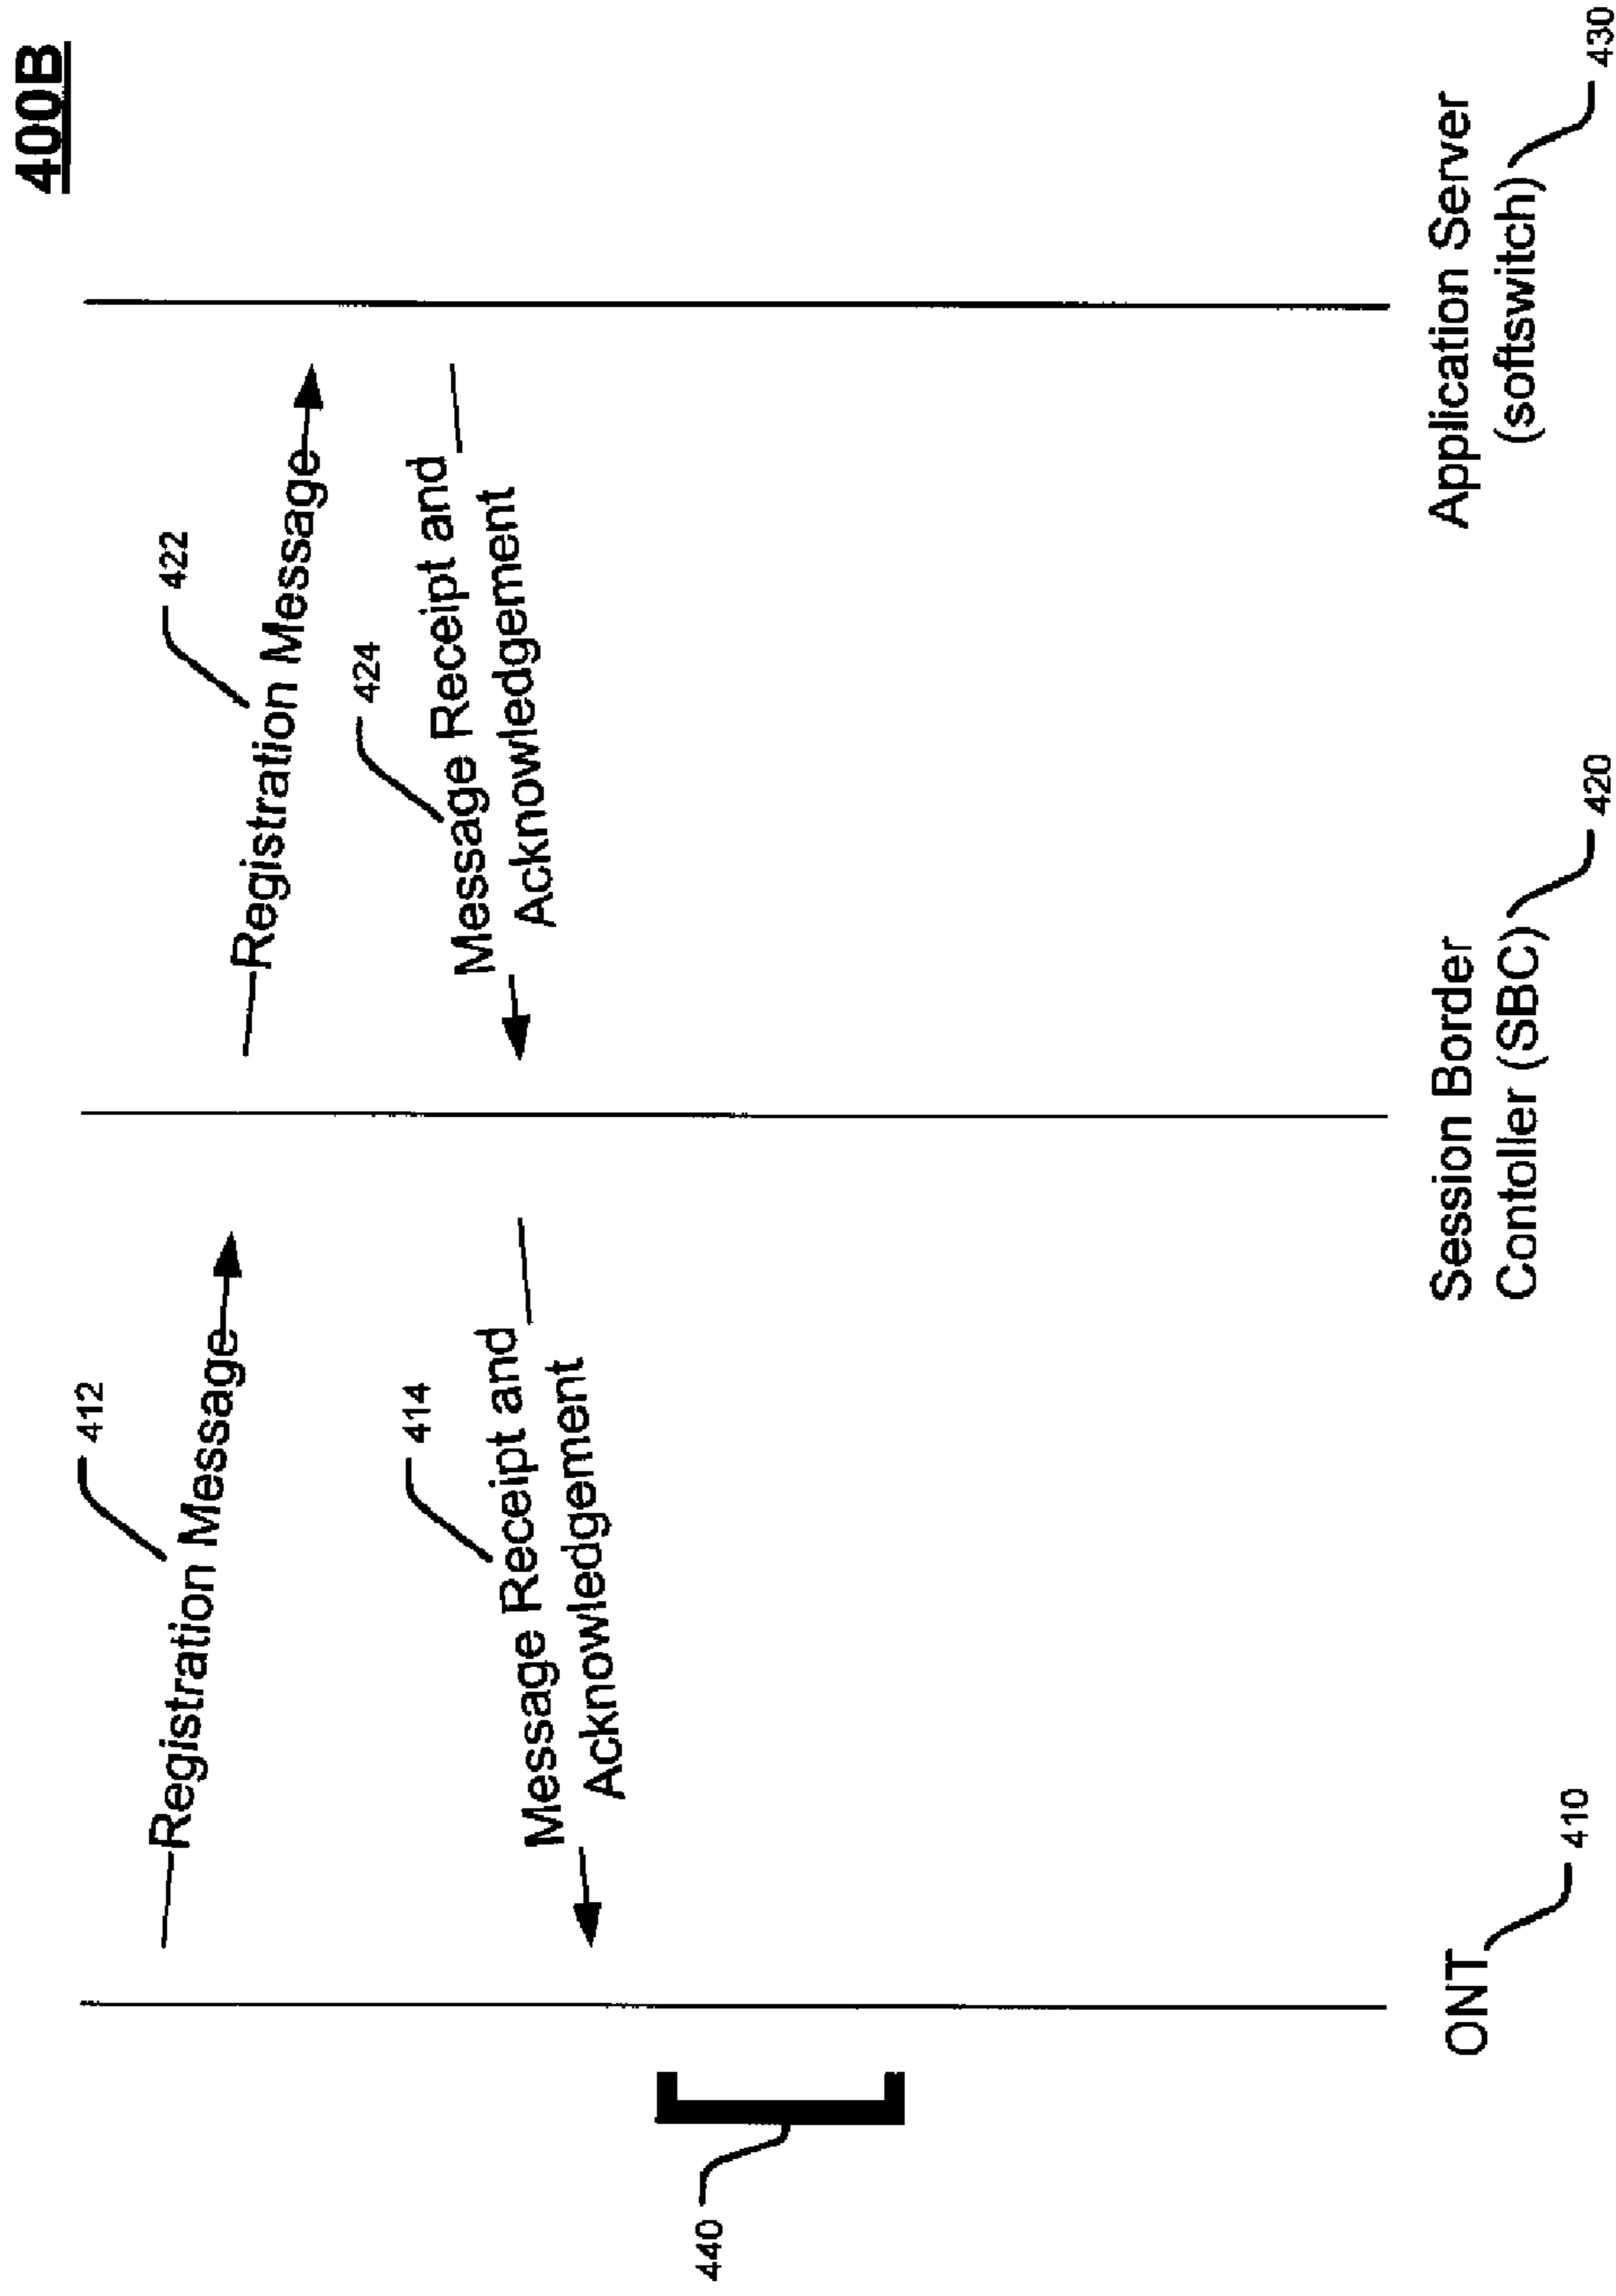 400B
412
Registration Message
422
Registration Message
414
Message Receipt and
Acknowledgement
424
Message Receipt and
Acknowledgement
440
ONT
410
Session Border
Contoller (SBC)
420
Application Server
(softswitch)
430